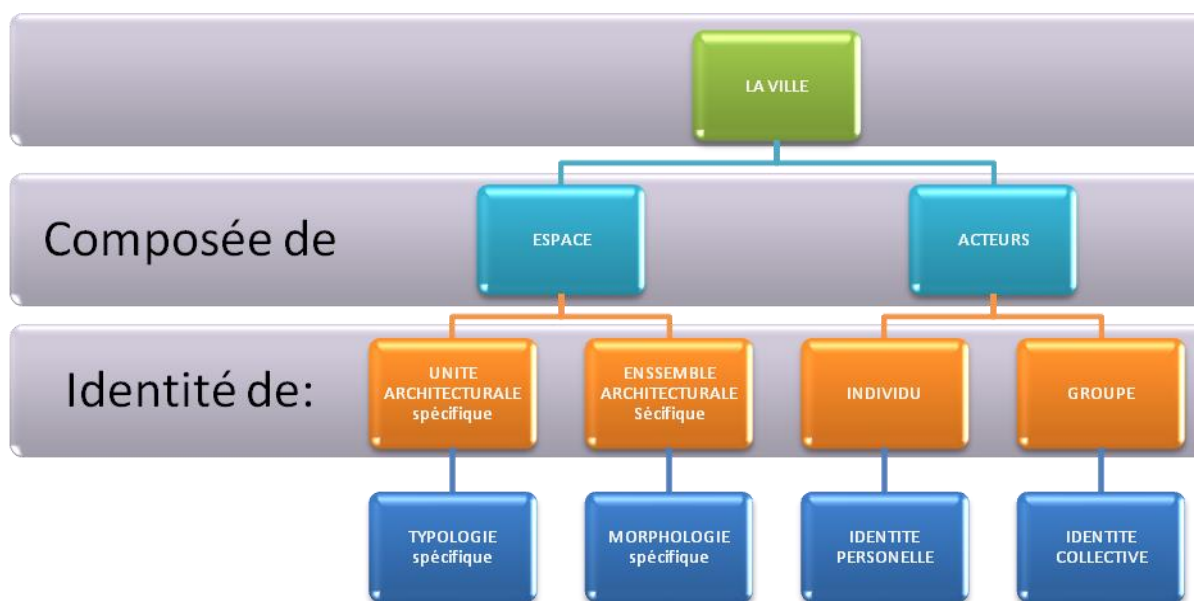 LA VILLE
Composée de
ESPACE
ACTEURS
Identité de:
UNITE
ARCHITECTURALE
spécifique
ENSSEMBLE
ARCHITECTURALE
Sécifique
INDIVIDU
GROUPE
TYPOLOGIE
spécifique
MORPHOLOGIE
spécifique
IDENTITE
PERSONELLE
IDENTITE
COLLECTIVE